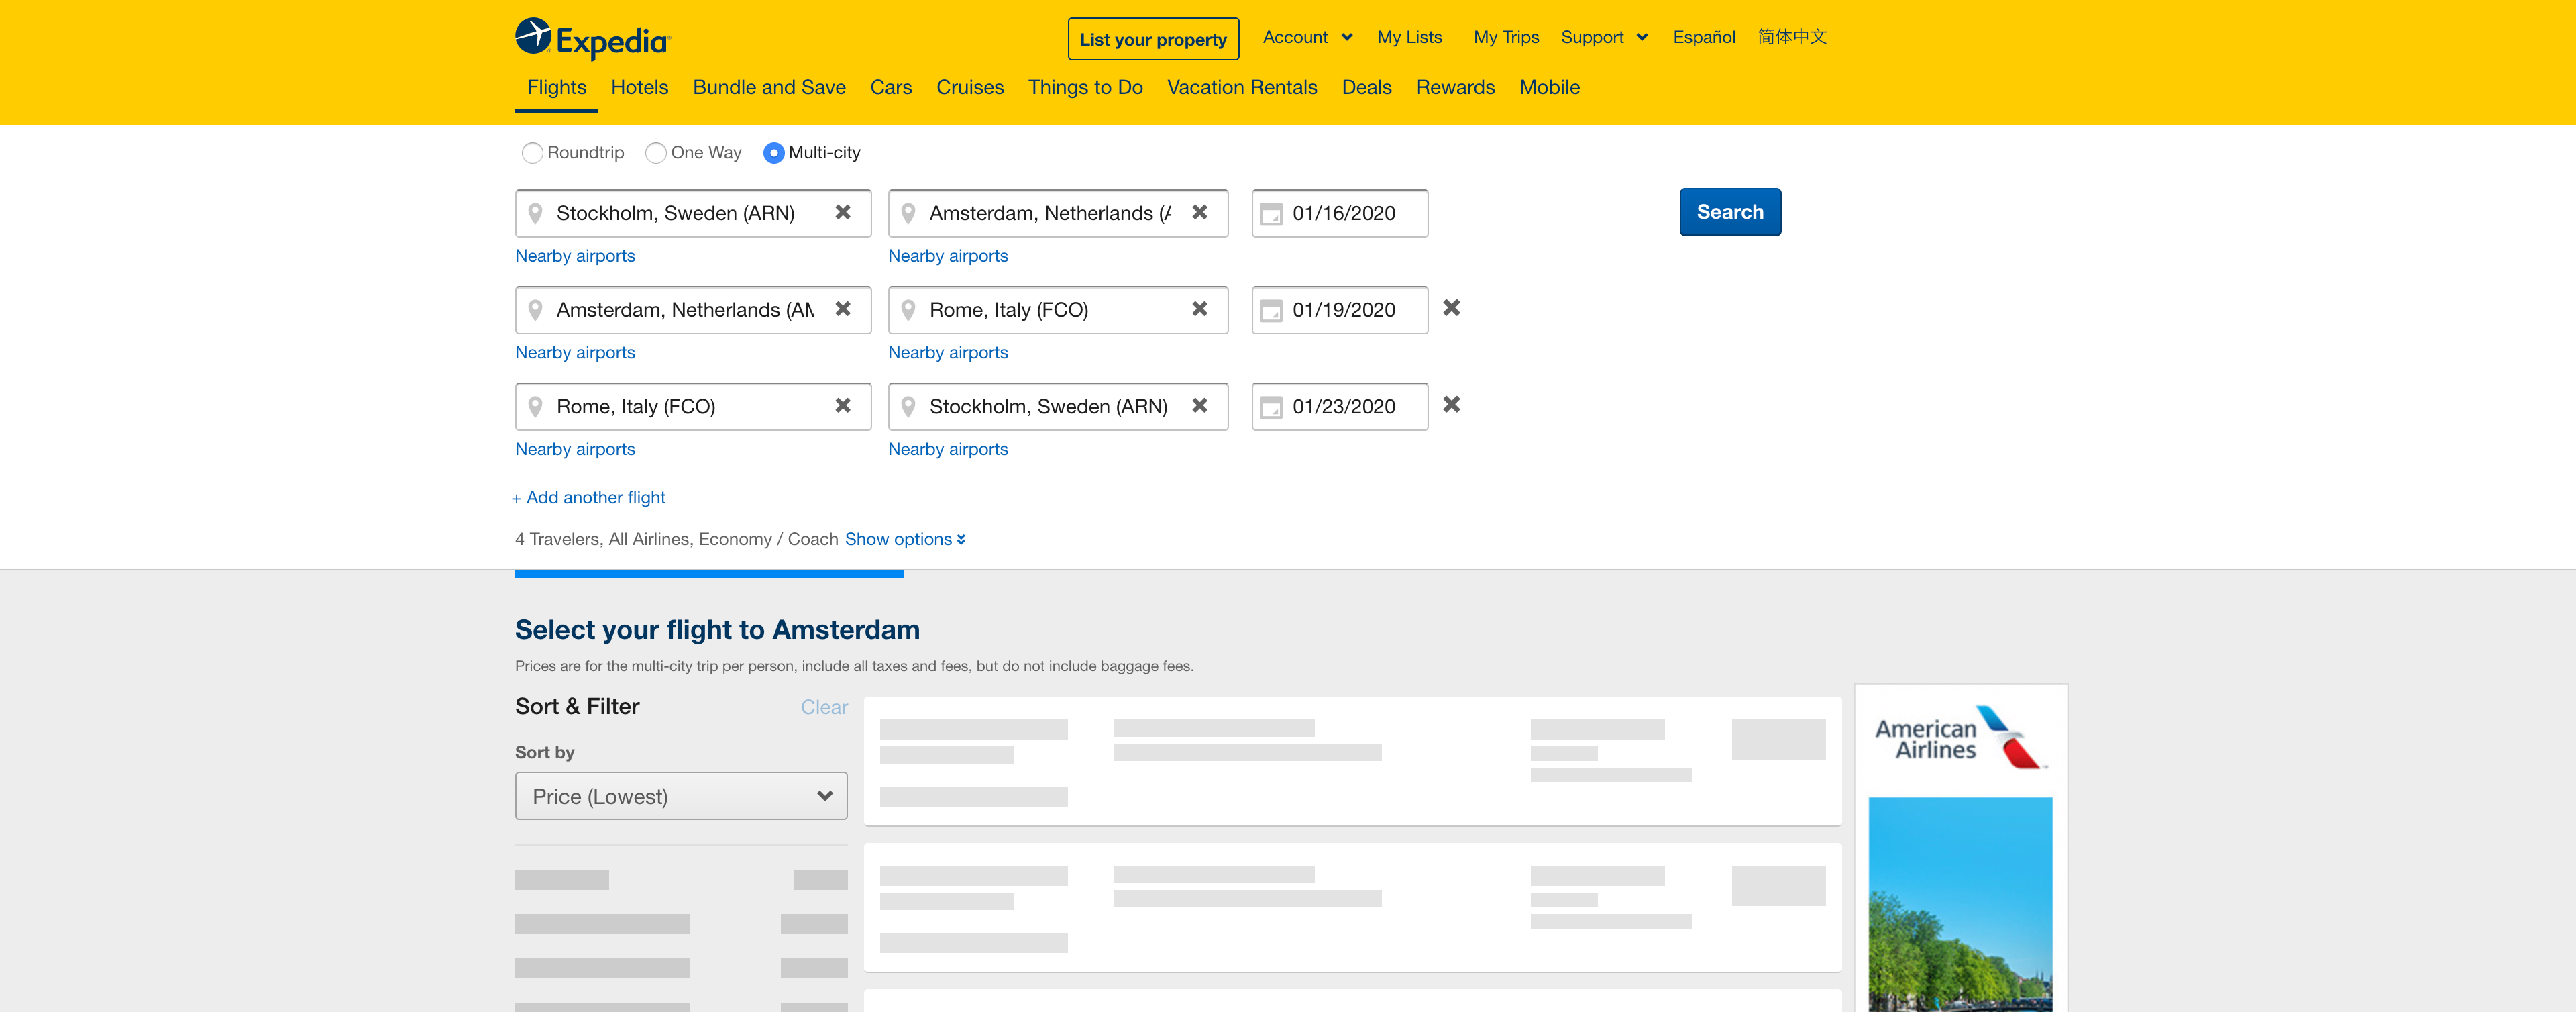 Expedia
List your property Account My Lists My Trips Support Español 简体中文
Flights Hotels Bundle and Save Cars Cruises Things to Do Vacation Rentals Deals Rewards Mobile
Roundtrip One Way Multi-city
Stockholm, Sweden (ARN) Amsterdam, Netherlands (A 01/16/2020 Search
Nearby airports Nearby airports
Amsterdam, Netherlands (AM Rome, Italy (FCO) 01/19/2020
Nearby airports Nearby airports
Rome, Italy (FCO) Stockholm, Sweden (ARN) 01/23/2020
Nearby airports Nearby airports
+ Add another flight
4 Travelers, All Airlines, Economy / Coach Show options
Select your flight to Amsterdam
Prices are for the multi-city trip per person, include all taxes and fees, but do not include baggage fees.
Sort & Filter Clear
Sort by
Price (Lowest)
American
Airlines